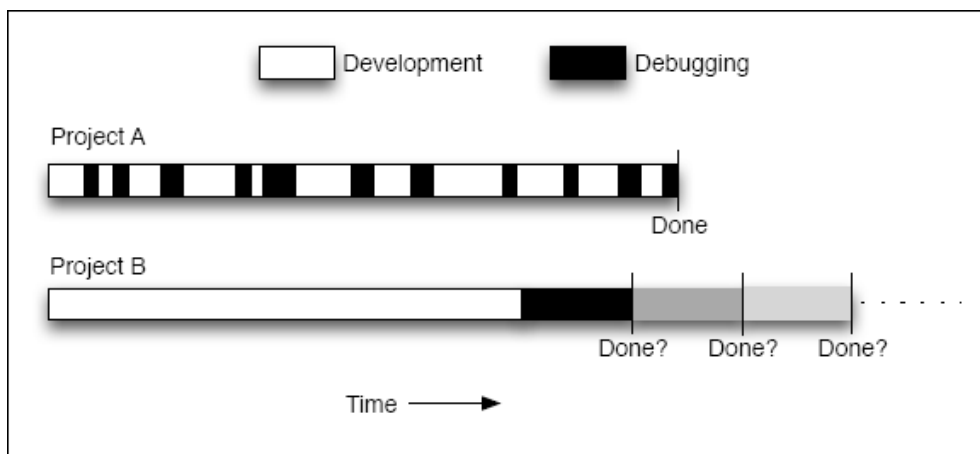 Development Debugging
Project A
Done
Project B
Done? Done? Done?
Time